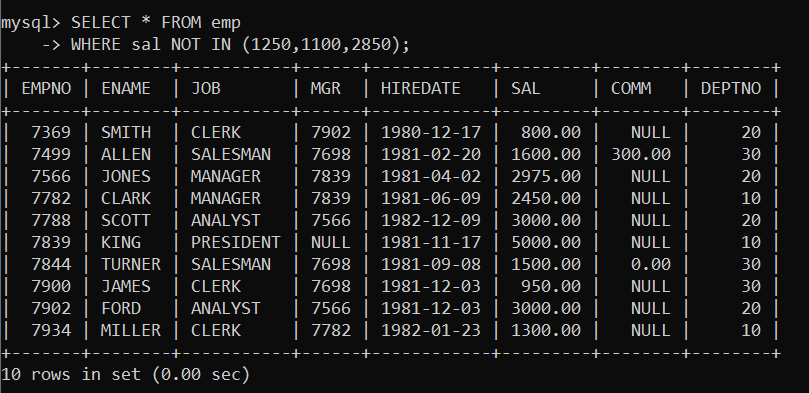 mysql> SELECT * FROM emp
    -> WHERE sal NOT IN (1250,1100,2850);
+-------+--------+-----------+------+------------+---------+--------+--------+
| EMPNO | ENAME  | JOB       | MGR  | HIREDATE   | SAL     | COMM   | DEPTNO |
+-------+--------+-----------+------+------------+---------+--------+--------+
|  7369 | SMITH  | CLERK     | 7902 | 1980-12-17 |  800.00 |   NULL |     20 |
|  7499 | ALLEN  | SALESMAN  | 7698 | 1981-02-20 | 1600.00 | 300.00 |     30 |
|  7566 | JONES  | MANAGER   | 7839 | 1981-04-02 | 2975.00 |   NULL |     20 |
|  7782 | CLARK  | MANAGER   | 7839 | 1981-06-09 | 2450.00 |   NULL |     10 |
|  7788 | SCOTT  | ANALYST   | 7566 | 1982-12-09 | 3000.00 |   NULL |     20 |
|  7839 | KING   | PRESIDENT | NULL | 1981-11-17 | 5000.00 |   NULL |     10 |
|  7844 | TURNER | SALESMAN  | 7698 | 1981-09-08 | 1500.00 |   0.00 |     30 |
|  7900 | JAMES  | CLERK     | 7698 | 1981-12-03 |  950.00 |   NULL |     30 |
|  7902 | FORD   | ANALYST   | 7566 | 1981-12-03 | 3000.00 |   NULL |     20 |
|  7934 | MILLER | CLERK     | 7782 | 1982-01-23 | 1300.00 |   NULL |     10 |
+-------+--------+-----------+------+------------+---------+--------+--------+
10 rows in set (0.00 sec)